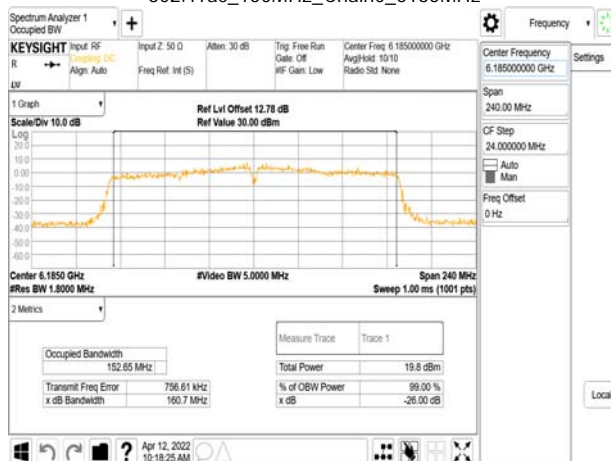 Spectrum Analyzer 1
Occupied BW
Frequency
KEYSIGHT
Input: RF
Coupling: DC
Align: Auto
Input Z: 50 Ω
Freq Ref: Int (S)
Atten: 30 dB
Trig: Free Run
Gate: Off
#IF Gain: Low
Center Freq: 6.185000000 GHz
Avg|Hold: 10/10
Radio Std: None
R
LXI
Center Frequency
6.185000000 GHz
Settings
Span
240.00 MHz
CF Step
24.000000 MHz
Auto
Man
Freq Offset
0 Hz
Local
1 Graph
Scale/Div 10.0 dB
Ref Lvl Offset 12.78 dB
Ref Value 30.00 dBm
Log
20.0
10.0
0.00
-10.0
-20.0
-30.0
-40.0
-50.0
-60.0
Center 6.1850 GHz
#Res BW 1.8000 MHz
#Video BW 5.0000 MHz
Span 240 MHz
Sweep 1.00 ms (1001 pts)
2 Metrics
Measure Trace
Trace 1
Occupied Bandwidth
152.65 MHz
Total Power
19.8 dBm
Transmit Freq Error
756.61 kHz
% of OBW Power
99.00 %
x dB Bandwidth
160.7 MHz
x dB
-26.00 dB
Apr 12, 2022
10:18:25 AM